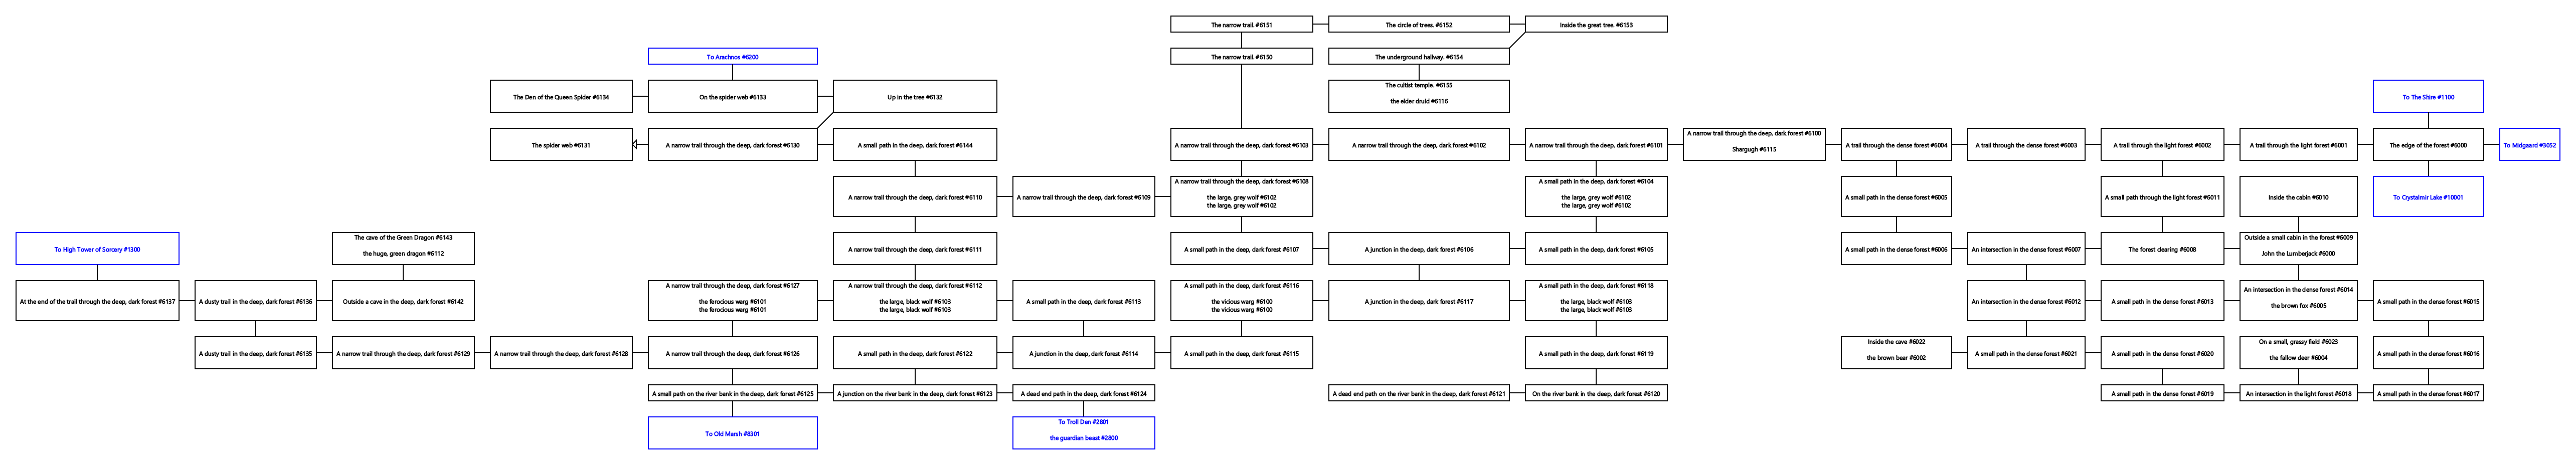 The narrow trail. #6151
The circle of trees. #6152
Inside the great tree. #6153
To Arachnos #6200
The narrow trail. #6150
The underground hallway. #6154
The Den of the Queen Spider #6134
On the spider web #6133
Up in the tree #6132
The cultist temple. #6155
the elder druid #6116
To The Shire #1100
The spider web #6131
A narrow trail through the deep, dark forest #6130
A small path in the deep, dark forest #6144
A narrow trail through the deep, dark forest #6103
A narrow trail through the deep, dark forest #6102
A narrow trail through the deep, dark forest #6101
A narrow trail through the deep, dark forest #6100
Shargugh #6115
A trail through the dense forest #6004
A trail through the dense forest #6003
A trail through the light forest #6002
A trail through the light forest #6001
The edge of the forest #6000
To Midgaard #3052
A narrow trail through the deep, dark forest #6110
A narrow trail through the deep, dark forest #6109
A narrow trail through the deep, dark forest #6108
the large, grey wolf #6102
the large, grey wolf #6102
A small path in the deep, dark forest #6104
the large, grey wolf #6102
the large, grey wolf #6102
A small path in the dense forest #6005
A small path through the light forest #6011
Inside the cabin #6010
To Crystalmir Lake #10001
To High Tower of Sorcery #1300
The cave of the Green Dragon #6143
the huge, green dragon #6112
A narrow trail through the deep, dark forest #6111
A small path in the deep, dark forest #6107
A junction in the deep, dark forest #6106
A small path in the deep, dark forest #6105
A small path in the dense forest #6006
An intersection in the dense forest #6007
The forest clearing #6008
Outside a small cabin in the forest #6009
John the Lumberjack #6000
At the end of the trail through the deep, dark forest #6137
A dusty trail in the deep, dark forest #6136
Outside a cave in the deep, dark forest #6142
A narrow trail through the deep, dark forest #6127
the ferocious warg #6101
the ferocious warg #6101
A narrow trail through the deep, dark forest #6112
the large, black wolf #6103
the large, black wolf #6103
A small path in the deep, dark forest #6113
A small path in the deep, dark forest #6116
the vicious warg #6100
the vicious warg #6100
A junction in the deep, dark forest #6117
A small path in the deep, dark forest #6118
the large, black wolf #6103
the large, black wolf #6103
An intersection in the dense forest #6012
A small path in the dense forest #6013
An intersection in the dense forest #6014
the brown fox #6005
A small path in the dense forest #6015
A dusty trail in the deep, dark forest #6135
A narrow trail through the deep, dark forest #6129
A narrow trail through the deep, dark forest #6128
A narrow trail through the deep, dark forest #6126
A small path in the deep, dark forest #6122
A junction in the deep, dark forest #6114
A small path in the deep, dark forest #6115
A small path in the deep, dark forest #6119
Inside the cave #6022
the brown bear #6002
A small path in the dense forest #6021
A small path in the dense forest #6020
On a small, grassy field #6023
the fallow deer #6004
A small path in the dense forest #6016
A small path on the river bank in the deep, dark forest #6125
A junction on the river bank in the deep, dark forest #6123
A dead end path in the deep, dark forest #6124
A dead end path on the river bank in the deep, dark forest #6121
On the river bank in the deep, dark forest #6120
A small path in the dense forest #6019
An intersection in the light forest #6018
A small path in the dense forest #6017
To Old Marsh #8301
To Troll Den #2801
the guardian beast #2800